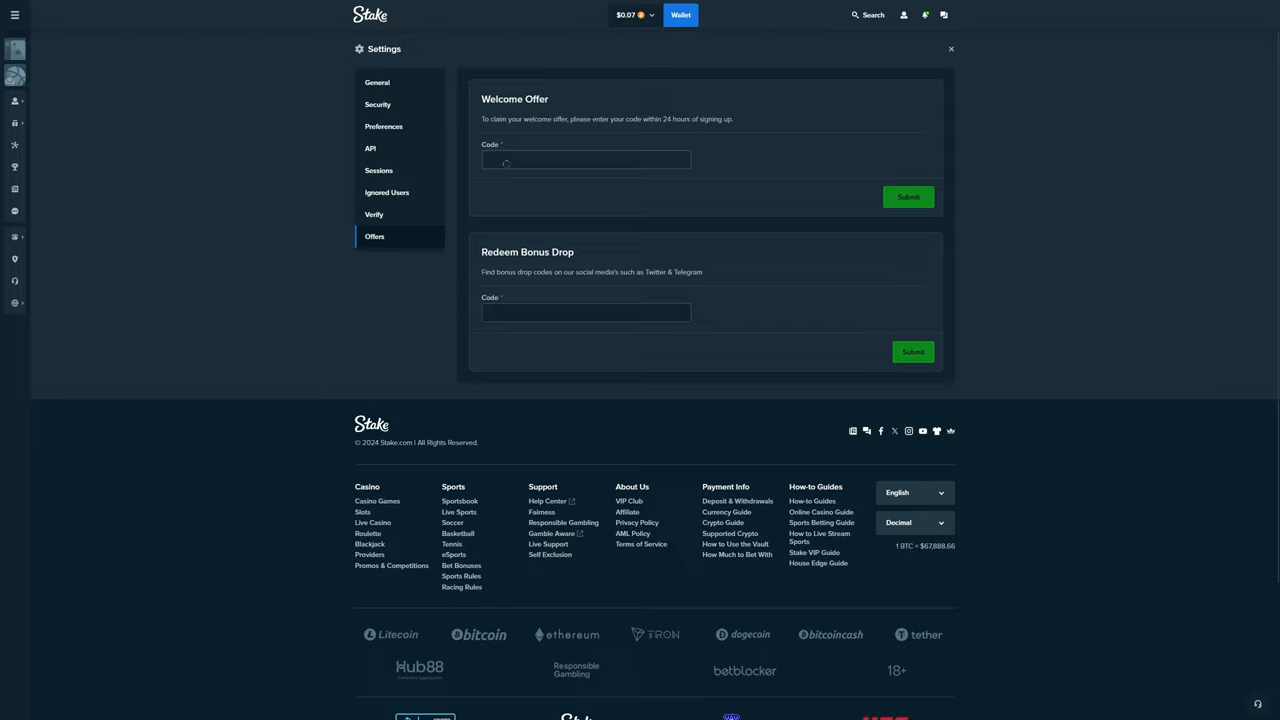 Stake
$0.07
Wallet
Search
Settings
General
Security
Preferences
API
Sessions
Ignored Users
Verify
Offers
Welcome Offer
To claim your welcome offer, please enter your code within 24 hours of signing up.
Code *
Submit
Redeem Bonus Drop
Find bonus drop codes on our social media's such as Twitter & Telegram
Code *
Submit
Stake
© 2024 Stake.com | All Rights Reserved.
Casino
Casino Games
Slots
Live Casino
Roulette
Blackjack
Providers
Promos & Competitions
Sports
Sportsbook
Live Sports
Soccer
Basketball
Tennis
eSports
Bet Bonuses
Sports Rules
Racing Rules
Support
Help Center
Fairness
Responsible Gambling
Gamble Aware
Live Support
Self Exclusion
About Us
VIP Club
Affiliate
Privacy Policy
AML Policy
Terms of Service
Payment Info
Deposit & Withdrawals
Currency Guide
Crypto Guide
Supported Crypto
How to Use the Vault
How Much to Bet With
How-to Guides
How-to Guides
Online Casino Guide
Sports Betting Guide
How to Live Stream
Sports
Stake VIP Guide
House Edge Guide
English
Decimal
1 BTC = $67,888.66
Litecoin
bitcoin
ethereum
TRON
dogecoin
bitcoincash
tether
Hub88
Responsible
Gambling
betblocker
18+
Stake
UFC